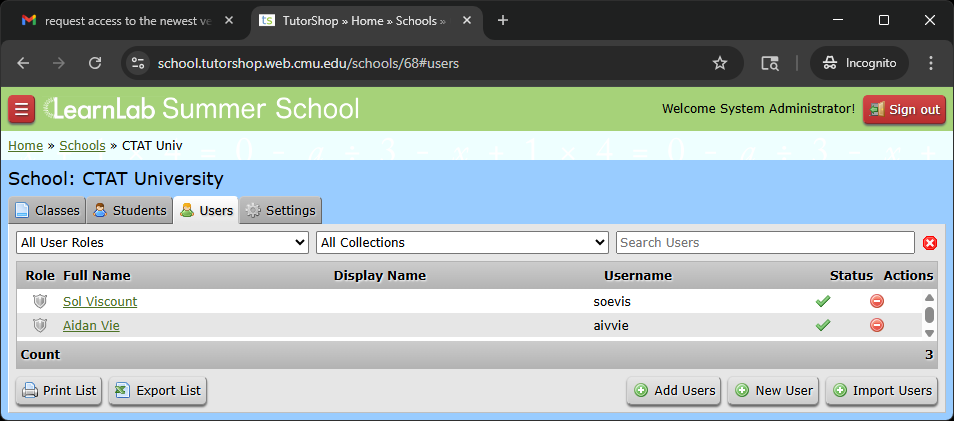 request access to the newest ve
TutorShop » Home » Schools »
school.tutorshop.web.cmu.edu/schools/68#users
Incognito
LearnLab Summer School
Welcome System Administrator!
Sign out
Home » Schools » CTAT Univ
School: CTAT University
Classes
Students
Users
Settings
All User Roles
All Collections
Search Users
Role Full Name Display Name Username Status Actions
Sol Viscount soevis
Aidan Vie aivvie
Count 3
Print List
Export List
Add Users
New User
Import Users